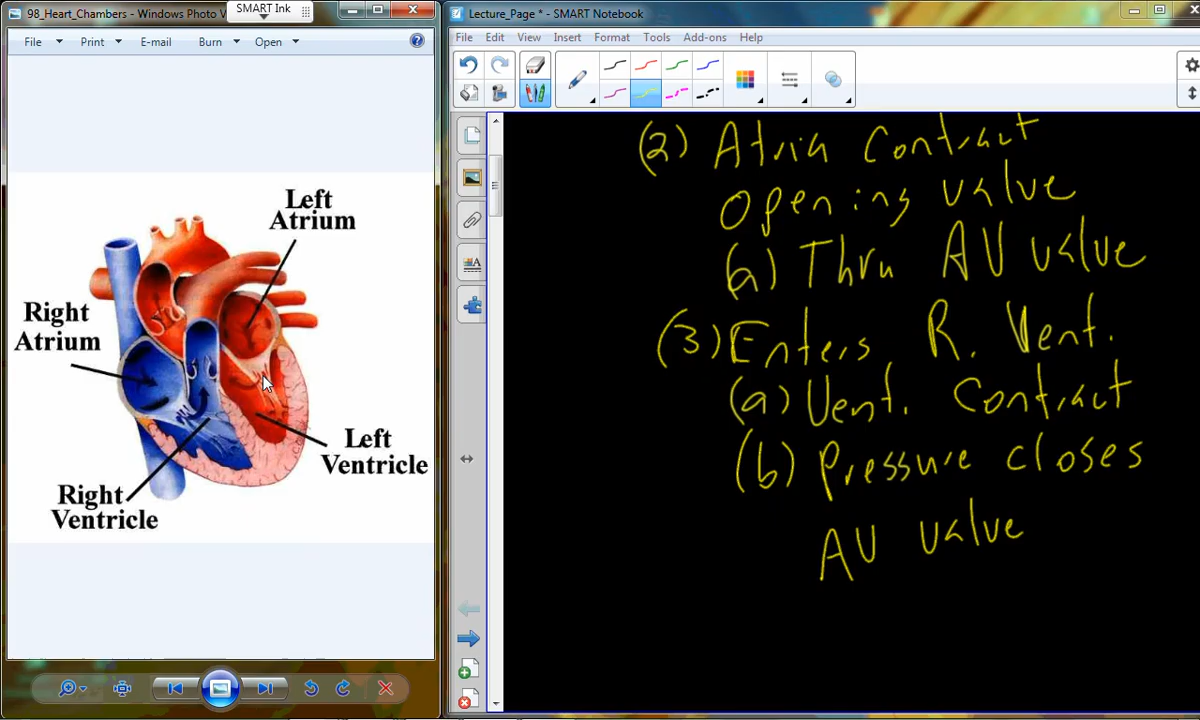 98_Heart_Chambers - Windows Photo V
SMART Ink
File Print E-mail Burn Open
Left
Atrium
Right
Atrium
Left
Ventricle
Right
Ventricle
Lecture_Page * - SMART Notebook
File Edit View Insert Format Tools Add-ons Help
(2) Atria Contract
opening valve
(a) Thru AV valve
(3) Enters R. Vent.
(a) Vent. Contract
(b) Pressure closes
AV valve